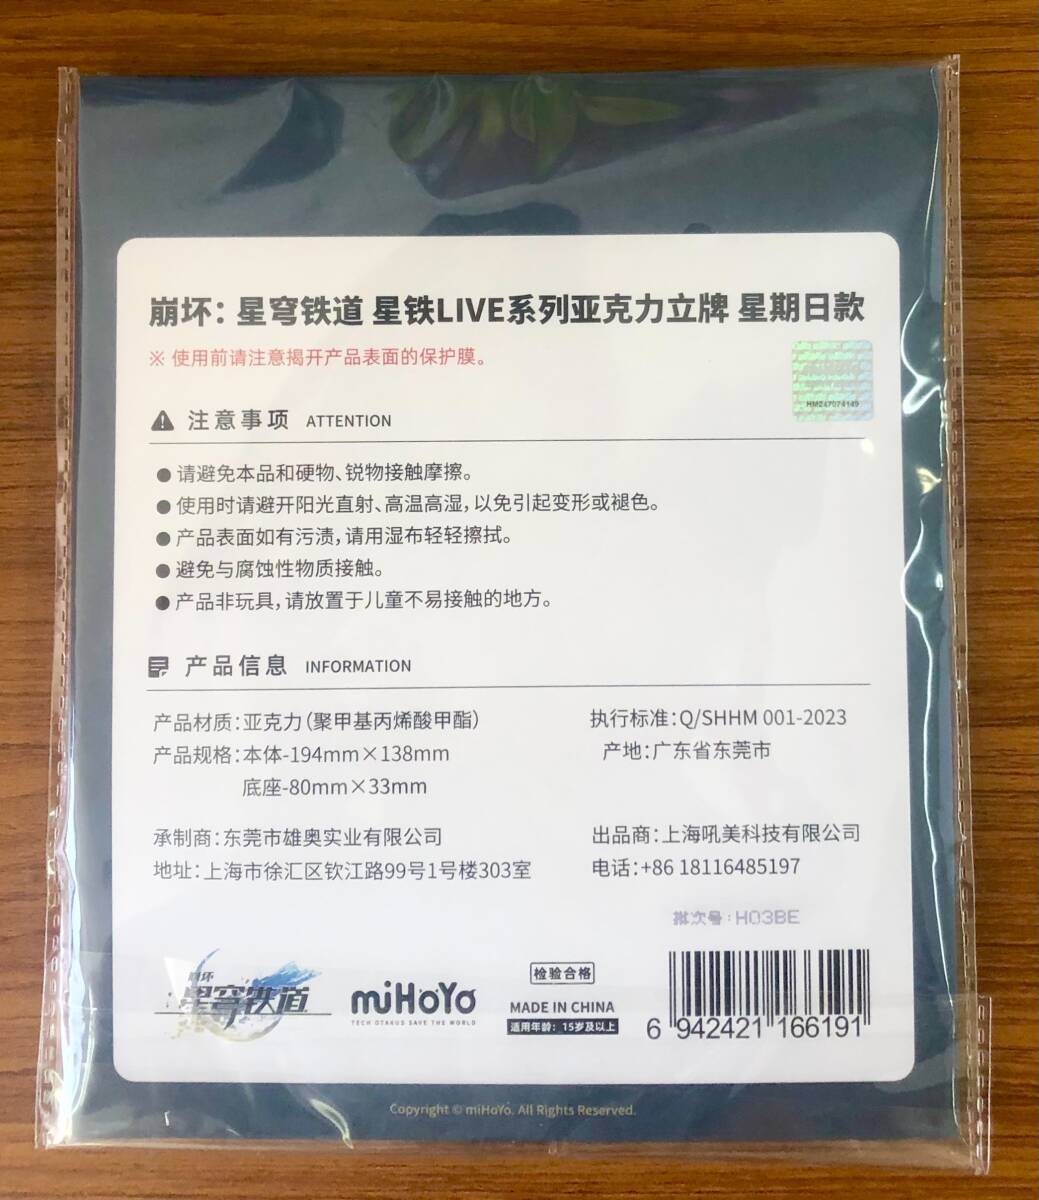 崩坏：星穹铁道 星铁LIVE系列亚克力立牌 星期日款
※ 使用前请注意揭开产品表面的保护膜。
HM247074149
注意事项 ATTENTION
●请避免本品和硬物、锐物接触摩擦。
●使用时请避开阳光直射、高温高湿，以免引起变形或褪色。
●产品表面如有污渍，请用湿布轻轻擦拭。
●避免与腐蚀性物质接触。
●产品非玩具，请放置于儿童不易接触的地方。
产品信息 INFORMATION
产品材质：亚克力（聚甲基丙烯酸甲酯）
执行标准：Q/SHHM 001-2023
产品规格：本体-194mm×138mm
产地：广东省东莞市
底座-80mm×33mm
承制商：东莞市雄奥实业有限公司
出品商：上海吼美科技有限公司
地址：上海市徐汇区钦江路99号1号楼303室
电话：+86 18116485197
批次号：H03BE
崩坏
星穹铁道
miHoYo
TECH OTAKUS SAVE THE WORLD
检验合格
MADE IN CHINA
适用年龄：15岁及以上
6 942421 166191
Copyright © miHoYo. All Rights Reserved.